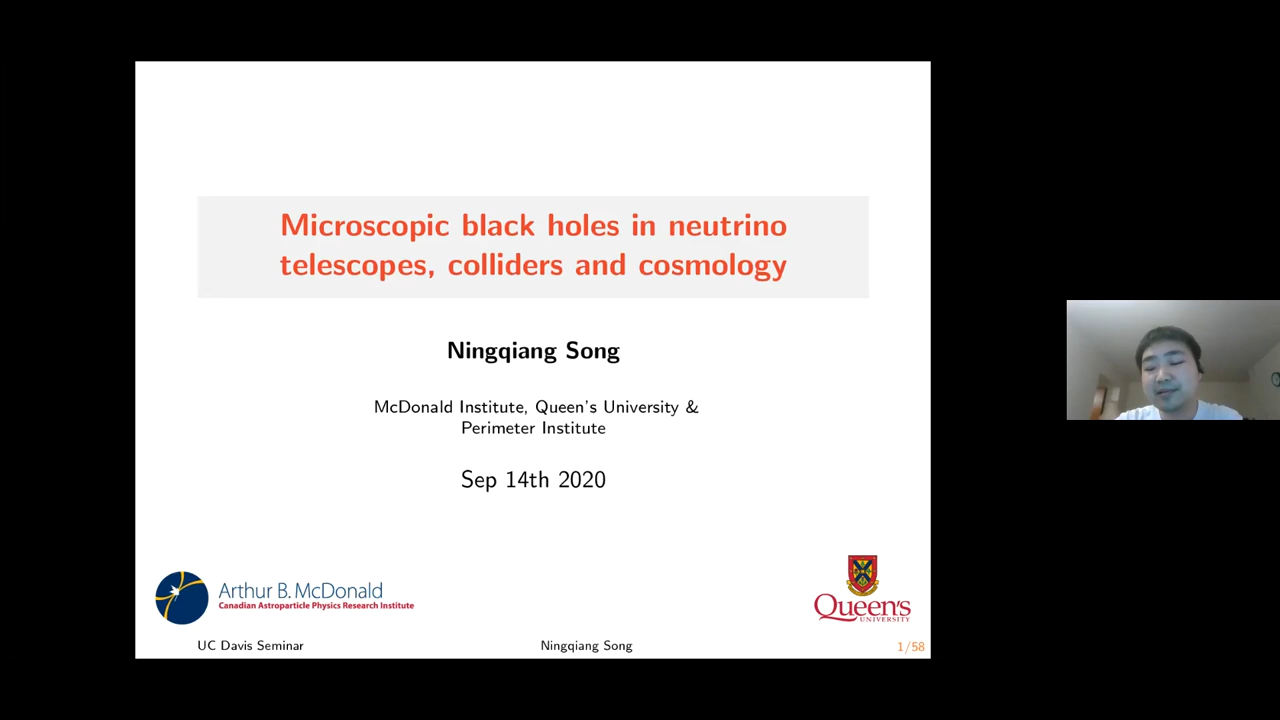 Microscopic black holes in neutrino
telescopes, colliders and cosmology
Ningqiang Song
McDonald Institute, Queen's University &
Perimeter Institute
Sep 14th 2020
Arthur B. McDonald
Canadian Astroparticle Physics Research Institute
Queen's
UNIVERSITY
UC Davis Seminar
Ningqiang Song
1/58